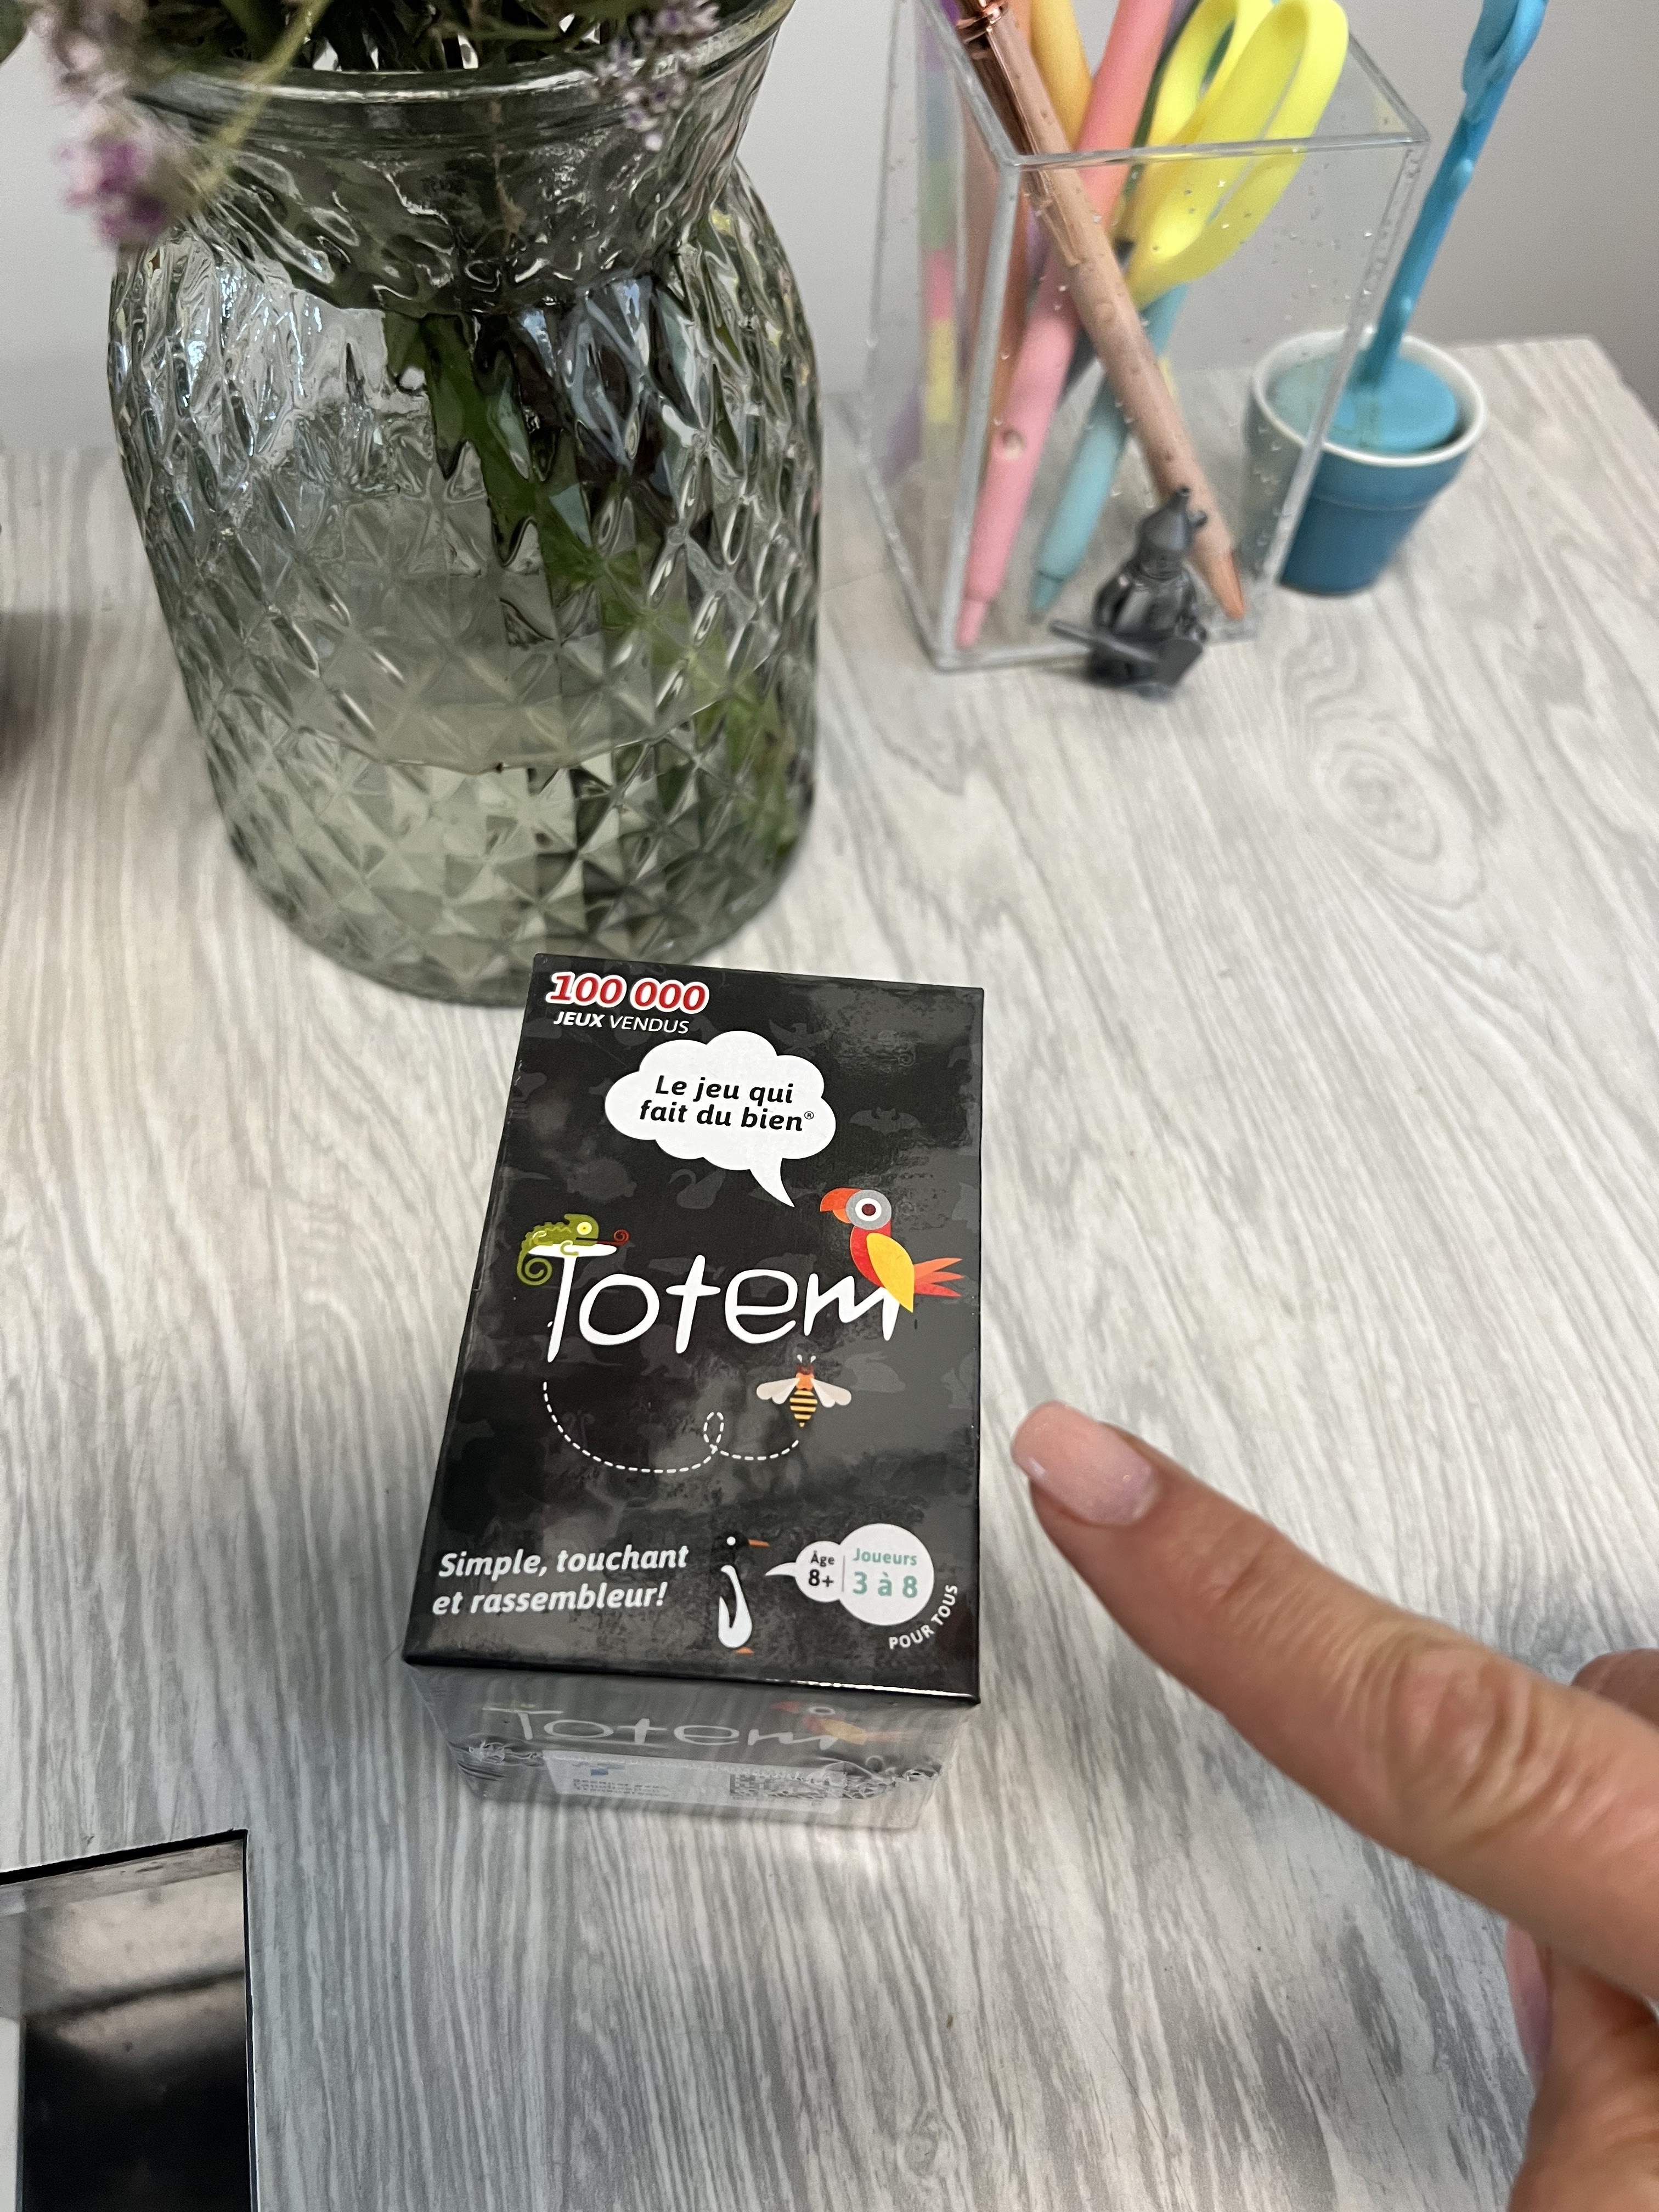 100 000
JEUX VENDUS
Le jeu qui
fait du bien®
Totem
Simple, touchant
et rassembleur!
Âge
8+
Joueurs
3 à 8
POUR TOUS
Totem